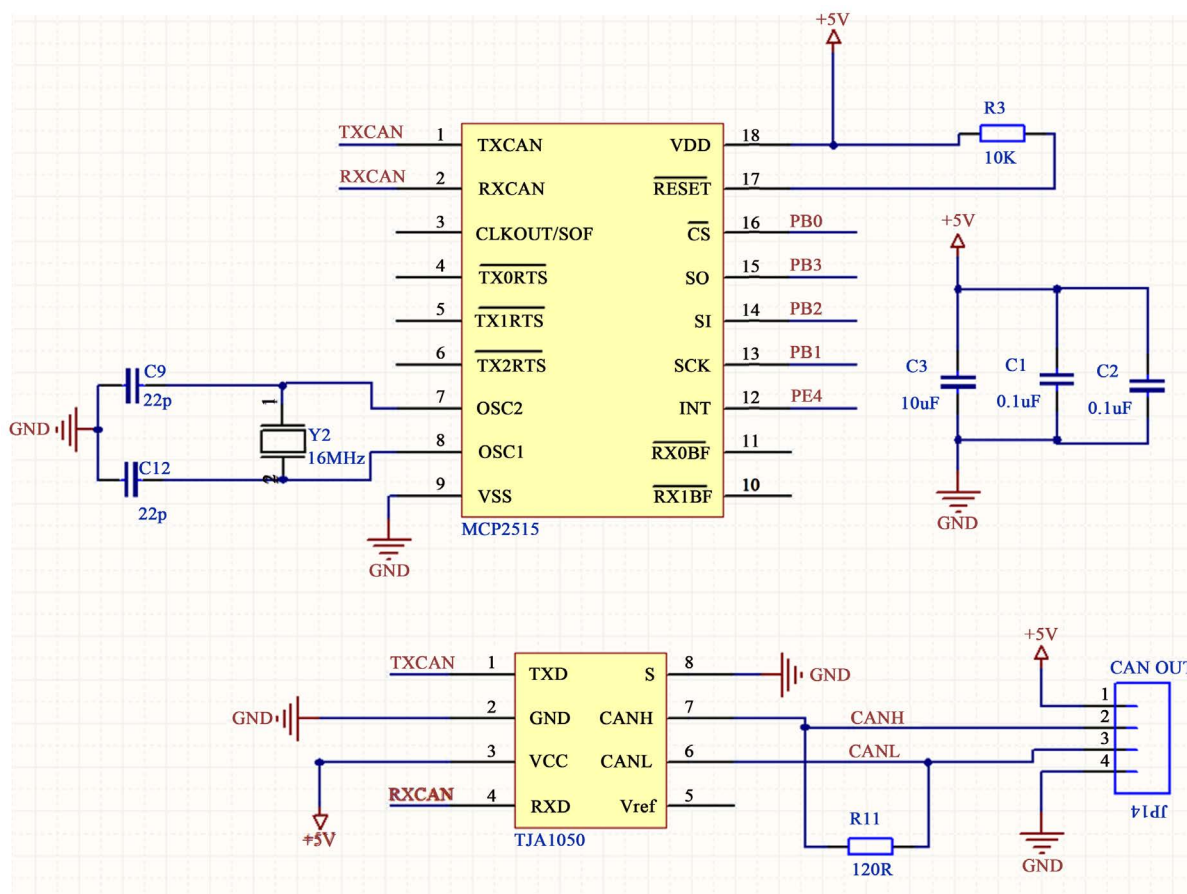 +5V
R3
10K
TXCAN 1 TXCAN VDD 18
RXCAN 2 RXCAN RESET 17
3 CLKOUT/SOF CS 16 PB0
4 TX0RTS SO 15 PB3
5 TX1RTS SI 14 PB2
6 TX2RTS SCK 13 PB1
7 OSC2 INT 12 PE4
8 OSC1 RX0BF 11
9 VSS RX1BF 10
MCP2515
GND
C9
22p
1
Y2
16MHz
2
C12
22p
GND
+5V
C3
10uF
C1
0.1uF
C2
0.1uF
GND
TXCAN 1 TXD S 8 GND
GND 2 GND CANH 7 CANH
3 VCC CANL 6 CANL
RXCAN 4 RXD Vref 5
+5V
TJA1050
R11
120R
+5V
CAN OUT
1
2
3
4
JP14
GND